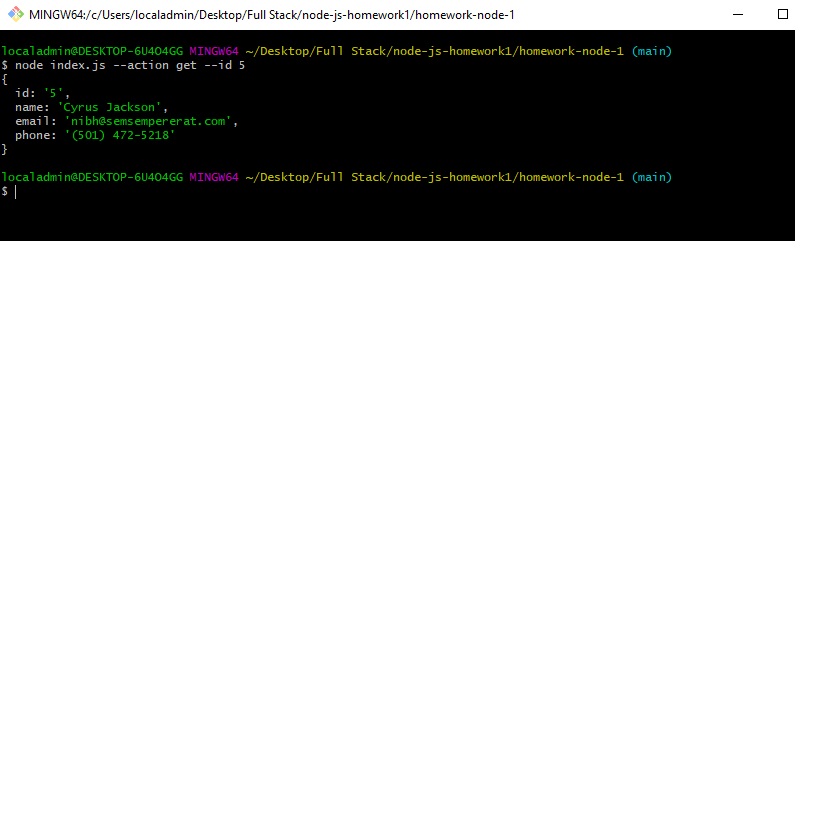 MINGW64:/c/Users/localadmin/Desktop/Full Stack/node-js-homework1/homework-node-1
localadmin@DESKTOP-6U4O4GG MINGW64 ~/Desktop/Full Stack/node-js-homework1/homework-node-1 (main)
$ node index.js --action get --id 5
{
  id: '5',
  name: 'Cyrus Jackson',
  email: 'nibh@semsempererat.com',
  phone: '(501) 472-5218'
}
localadmin@DESKTOP-6U4O4GG MINGW64 ~/Desktop/Full Stack/node-js-homework1/homework-node-1 (main)
$